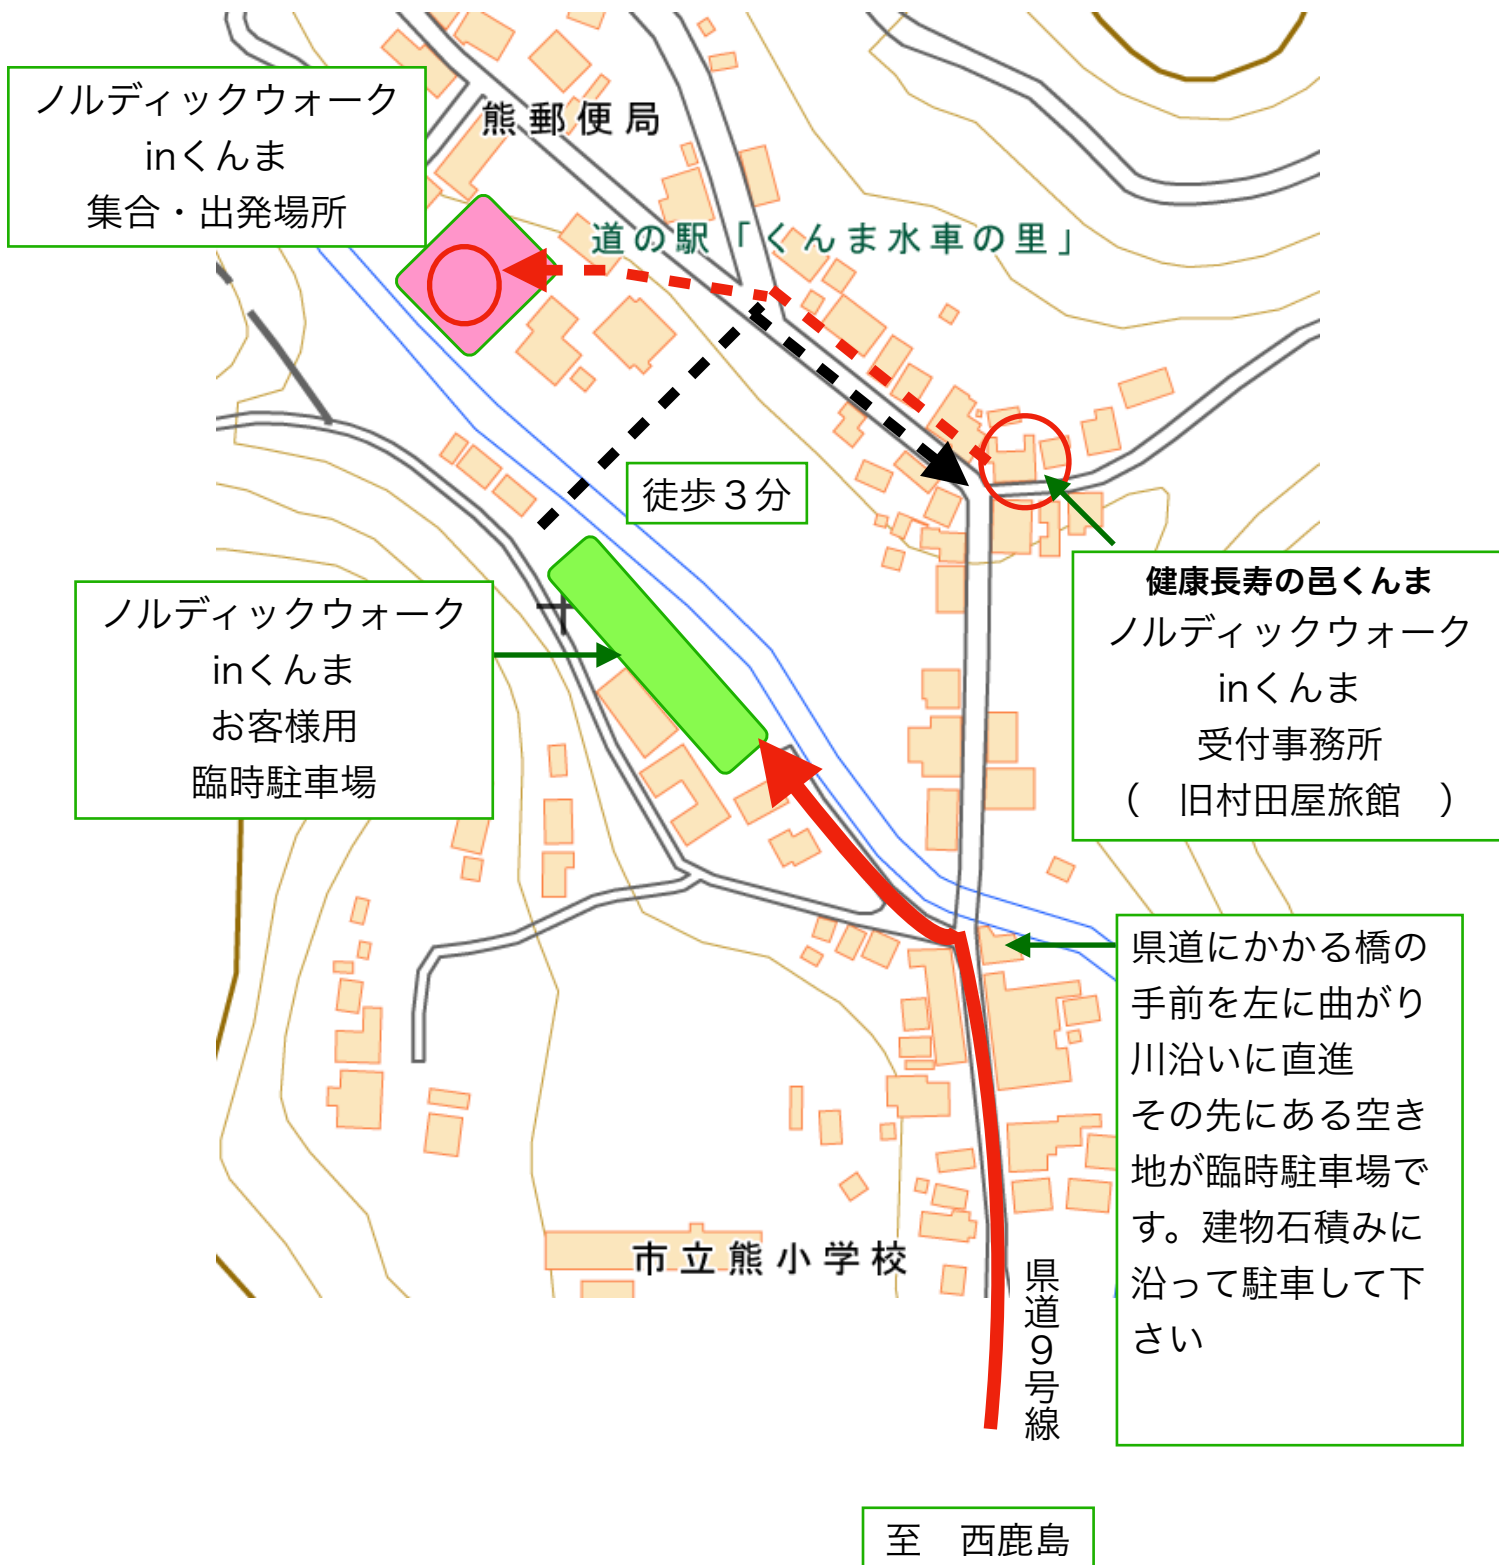 ノルディックウォーク
inくんま
集合・出発場所
熊郵便局
道の駅「くんま水車の里」
徒歩３分
ノルディックウォーク
inくんま
お客様用
臨時駐車場
健康長寿の邑くんま
ノルディックウォーク
inくんま
受付事務所
（　旧村田屋旅館　）
県道にかかる橋の
手前を左に曲がり
川沿いに直進
その先にある空き
地が臨時駐車場で
す。建物石積みに
沿って駐車して下
さい
市立熊小学校
県道９号線
至　西鹿島